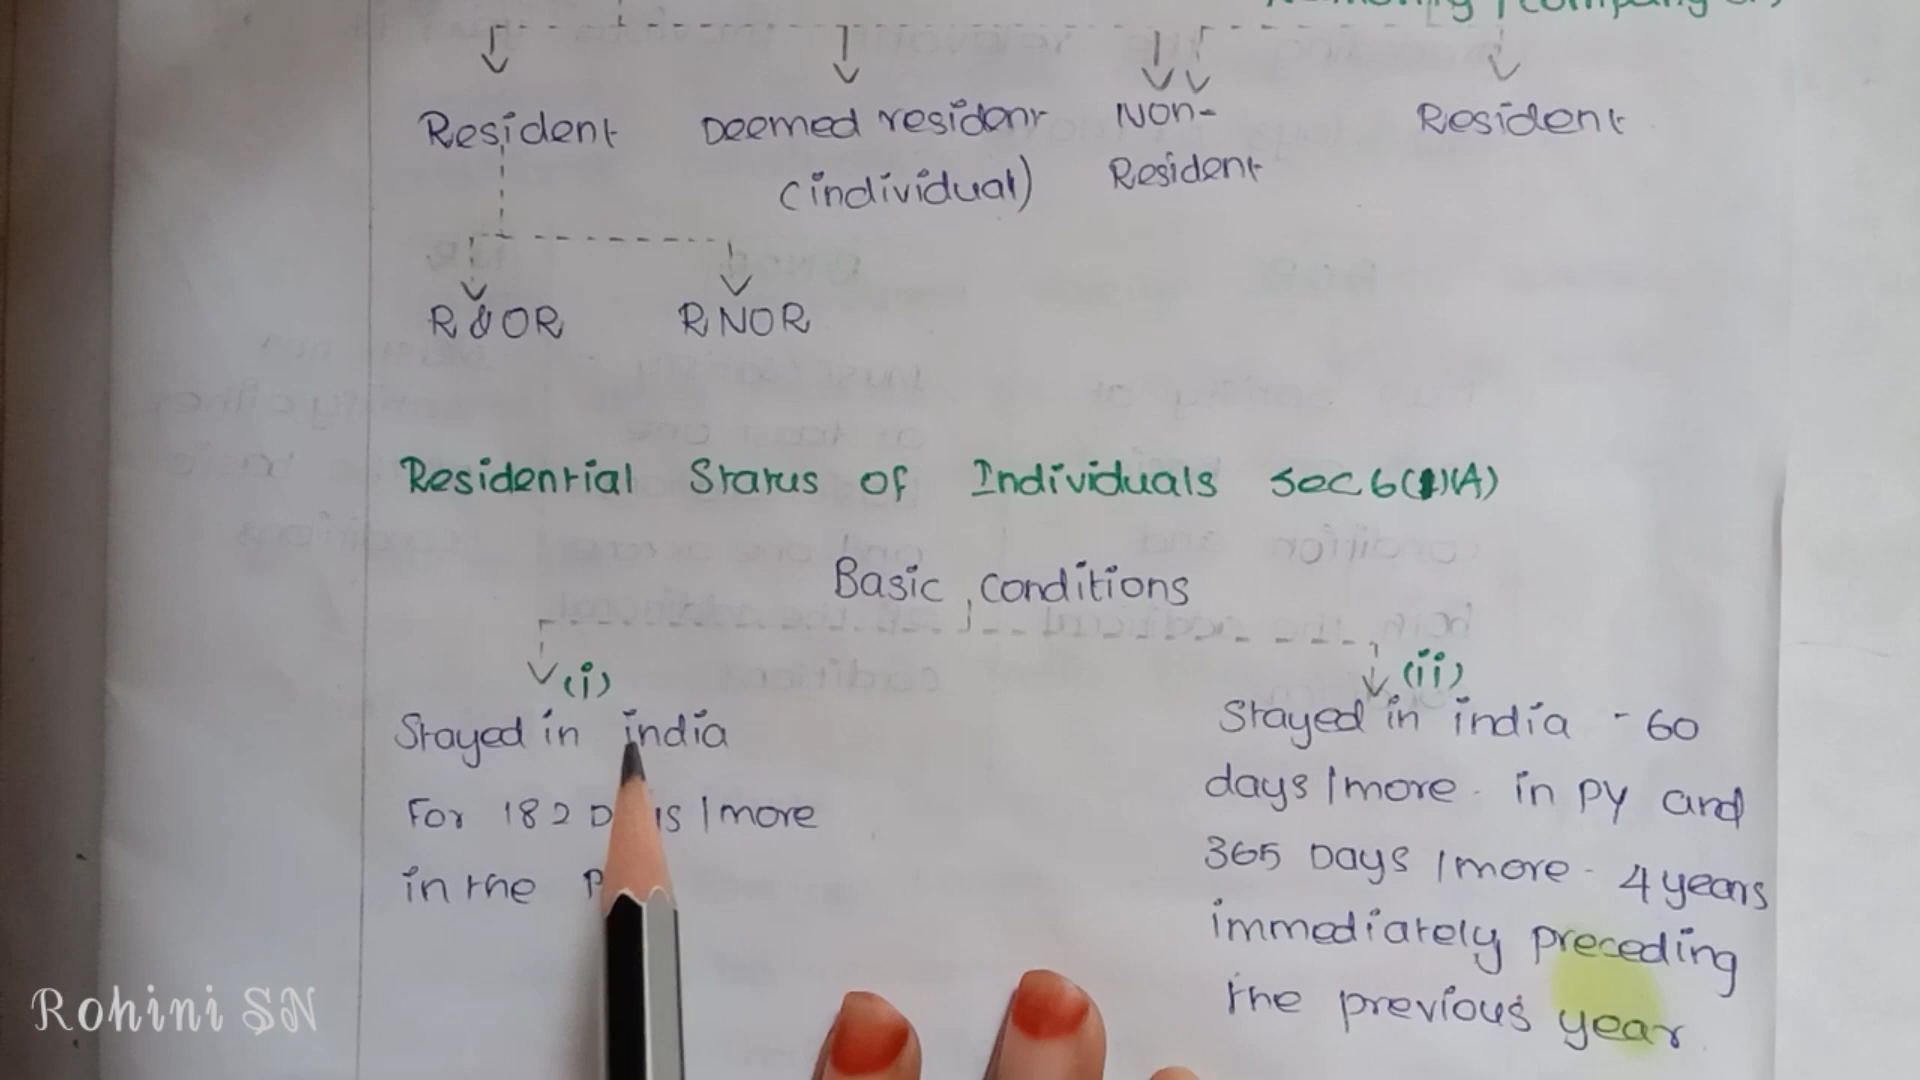 Resident Deemed resident Non- Resident
(individual) Resident
R & OR RNOR
Residential Status of Individuals Sec 6(1)(A)
Basic conditions
(i) (ii)
Stayed in india
For 182 D /more
in the P
Stayed in india - 60
days /more - in PY and
365 Days /more - 4 years
immediately preceding
the previous year
Rohini SN